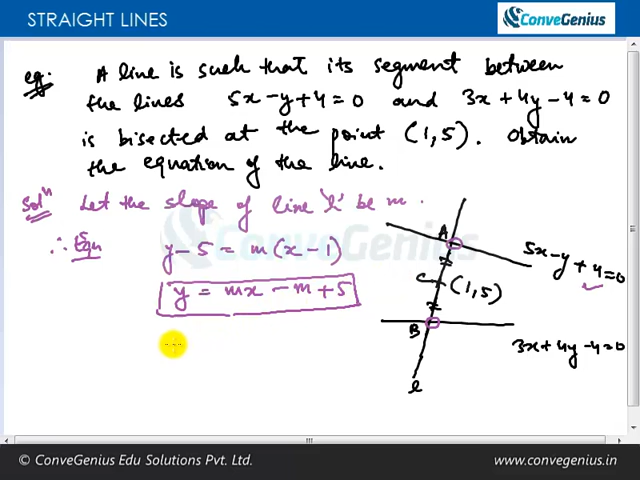 STRAIGHT LINES
ConveGenius
eg. A line is such that its segment between
the lines 5x-y+4=0 and 3x+4y-4=0
is bisected at the point (1,5). Obtain
the equation of the line.
Solⁿ Let the slope of line 'l' be m.
∴ Eqn y-5 = m(x-1)
y = mx - m + 5
A
5x-y+4=0
C (1,5)
B
3x+4y-4=0
l
ConveGenius
© ConveGenius Edu Solutions Pvt. Ltd. www.convegenius.in